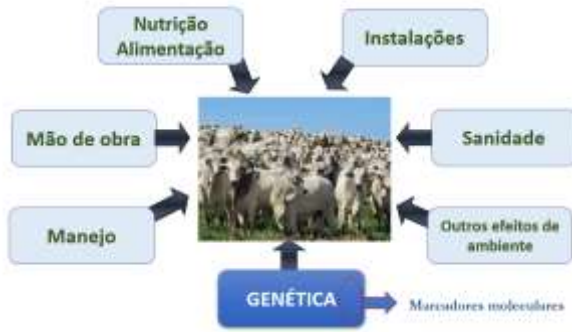 Nutrição
Alimentação
Instalações
Mão de obra
Sanidade
Manejo
Outros efeitos de
ambiente
GENÉTICA
Marcadores moleculares